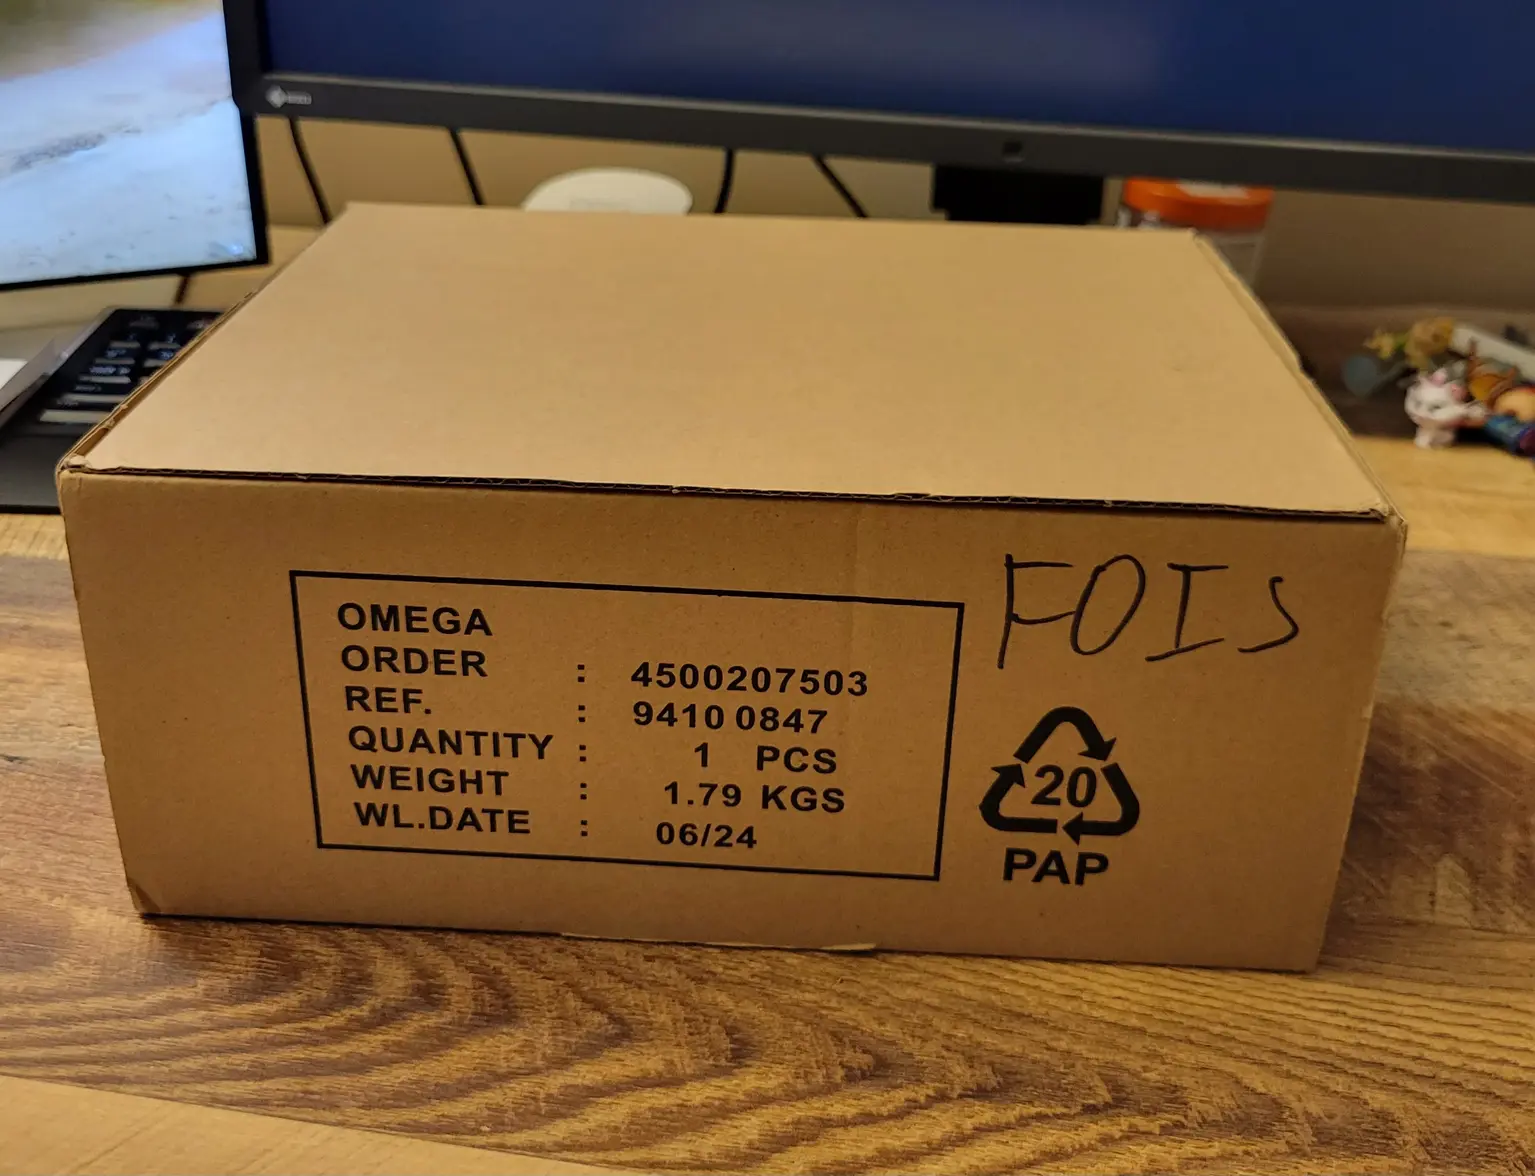 OMEGA
ORDER : 4500207503
REF. : 9410 0847
QUANTITY : 1 PCS
WEIGHT : 1.79 KGS
WL.DATE : 06/24
FOIS
20
PAP